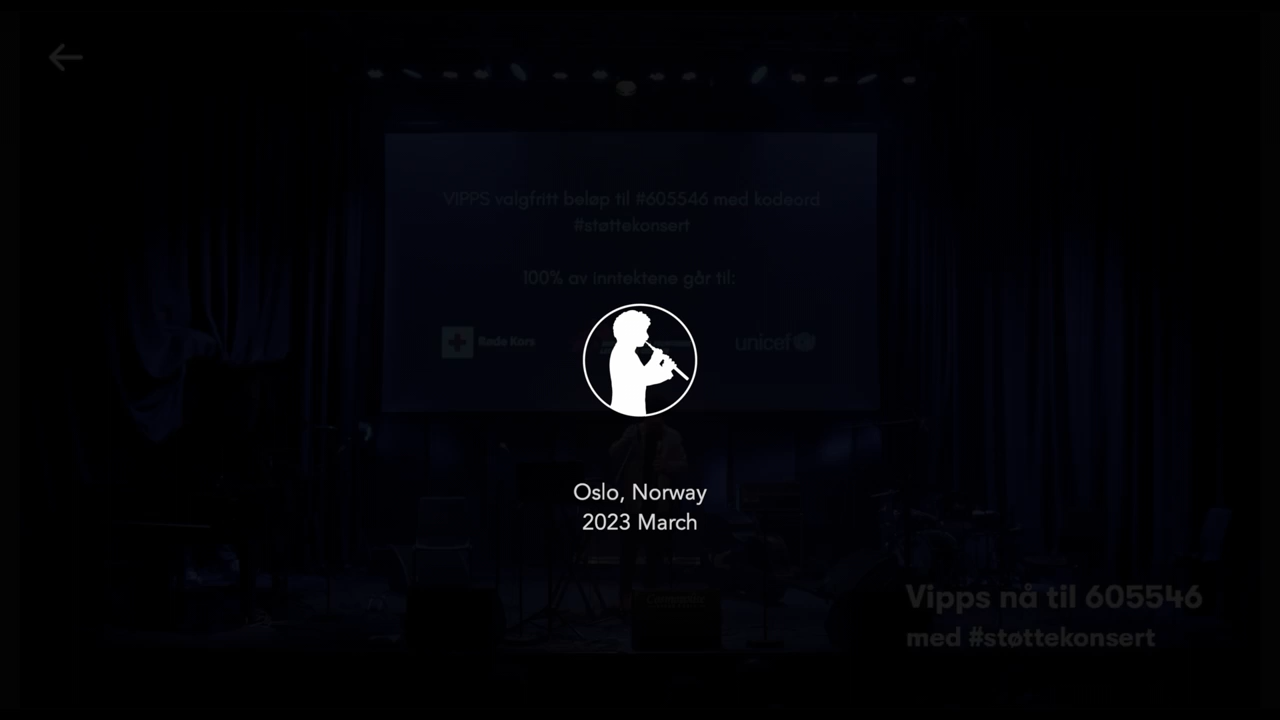 VIPPS valgfritt beløp til #605546 med kodeord
#støttekonsert
100% av inntektene går til:
Røde Kors
unicef
Oslo, Norway
2023 March
Vipps nå til 605546
med #støttekonsert